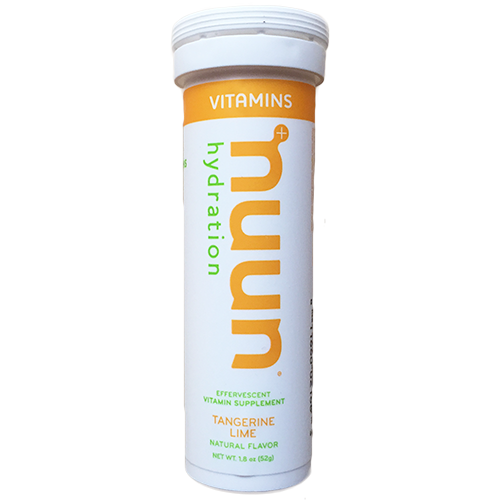 VITAMINS
nuun
hydration
EFFERVESCENT
VITAMIN SUPPLEMENT
TANGERINE
LIME
NATURAL FLAVOR
NET WT. 1.8 oz (52g)